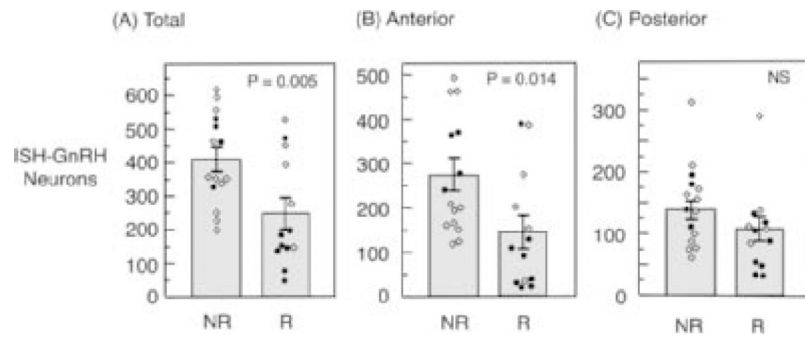 (A) Total
(B) Anterior
(C) Posterior
ISH-GnRH
Neurons
P = 0.005
600
500
400
300
200
100
0
NR R
P = 0.014
500
400
300
200
100
0
NR R
NS
300
200
100
0
NR R